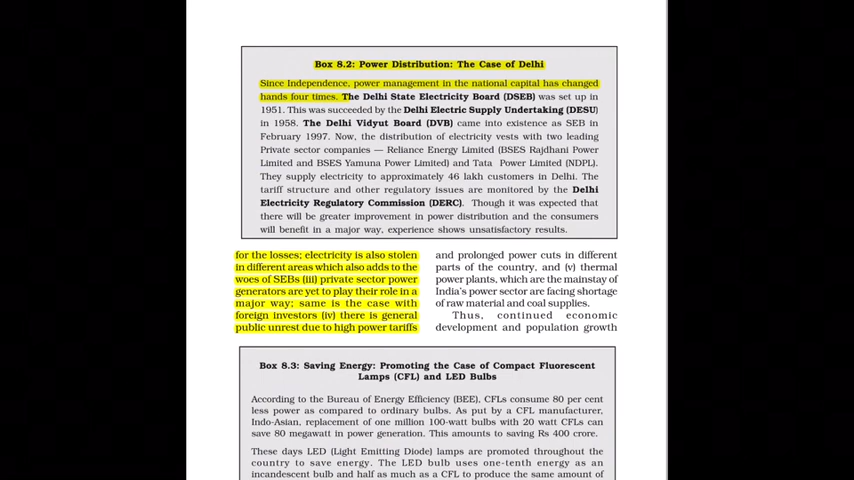 Box 8.2: Power Distribution: The Case of Delhi
Since Independence, power management in the national capital has changed
hands four times. The Delhi State Electricity Board (DSEB) was set up in
1951. This was succeeded by the Delhi Electric Supply Undertaking (DESU)
in 1958. The Delhi Vidyut Board (DVB) came into existence as SEB in
February 1997. Now, the distribution of electricity vests with two leading
Private sector companies — Reliance Energy Limited (BSES Rajdhani Power
Limited and BSES Yamuna Power Limited) and Tata Power Limited (NDPL).
They supply electricity to approximately 46 lakh customers in Delhi. The
tariff structure and other regulatory issues are monitored by the Delhi
Electricity Regulatory Commission (DERC). Though it was expected that
there will be greater improvement in power distribution and the consumers
will benefit in a major way, experience shows unsatisfactory results.
for the losses; electricity is also stolen
in different areas which also adds to the
woes of SEBs (iii) private sector power
generators are yet to play their role in a
major way; same is the case with
foreign investors (iv) there is general
public unrest due to high power tariffs
and prolonged power cuts in different
parts of the country, and (v) thermal
power plants, which are the mainstay of
India's power sector are facing shortage
of raw material and coal supplies.
Thus, continued economic
development and population growth
Box 8.3: Saving Energy: Promoting the Case of Compact Fluorescent
Lamps (CFL) and LED Bulbs
According to the Bureau of Energy Efficiency (BEE), CFLs consume 80 per cent
less power as compared to ordinary bulbs. As put by a CFL manufacturer,
Indo-Asian, replacement of one million 100-watt bulbs with 20 watt CFLs can
save 80 megawatt in power generation. This amounts to saving Rs 400 crore.
These days LED (Light Emitting Diode) lamps are promoted throughout the
country to save energy. The LED bulb uses one-tenth energy as an
incandescent bulb and half as much as a CFL to produce the same amount of